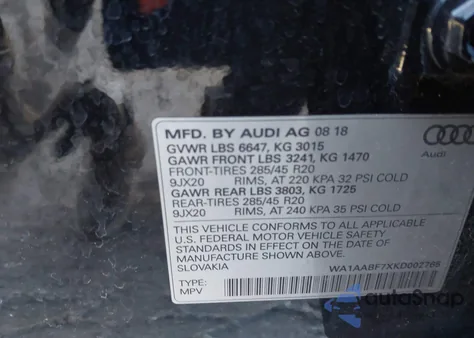 MFD. BY AUDI AG 08 18
GVWR LBS 6647, KG 3015
GAWR FRONT LBS 3241, KG 1470
FRONT-TIRES 285/45 R20
9JX20 RIMS, AT 220 KPA 32 PSI COLD
GAWR REAR LBS 3803, KG 1725
REAR-TIRES 285/45 R20
9JX20 RIMS, AT 240 KPA 35 PSI COLD
Audi
THIS VEHICLE CONFORMS TO ALL APPLICABLE
U.S. FEDERAL MOTOR VEHICLE SAFETY
STANDARDS IN EFFECT ON THE DATE OF
MANUFACTURE SHOWN ABOVE.
SLOVAKIA
TYPE:
MPV
autoSnap